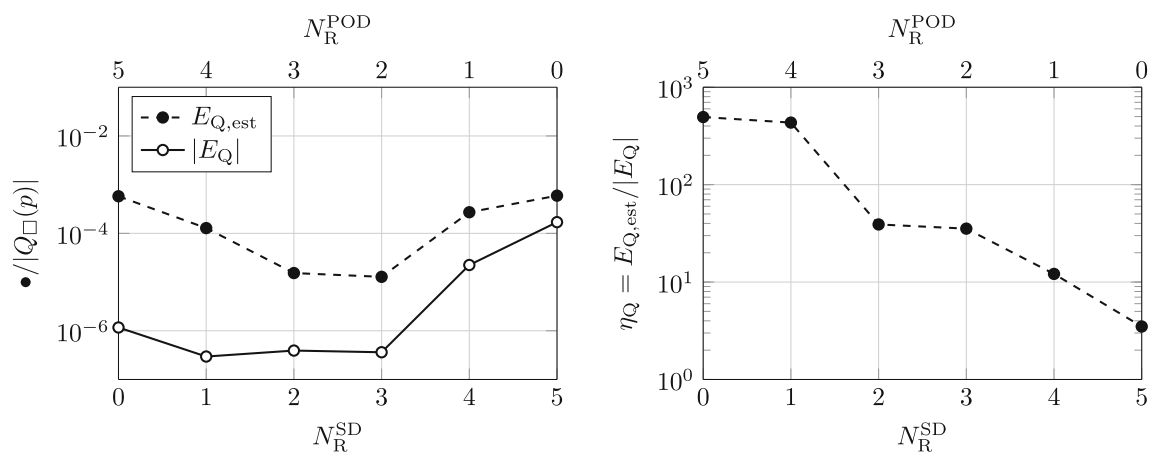 N_R^POD
5 4 3 2 1 0
E_Q,est
|E_Q|
10^−2
10^−4
10^−6
•/|Q_□(p)|
0 1 2 3 4 5
N_R^SD
N_R^POD
5 4 3 2 1 0
10^3
10^2
10^1
10^0
η_Q = E_Q,est/|E_Q|
0 1 2 3 4 5
N_R^SD